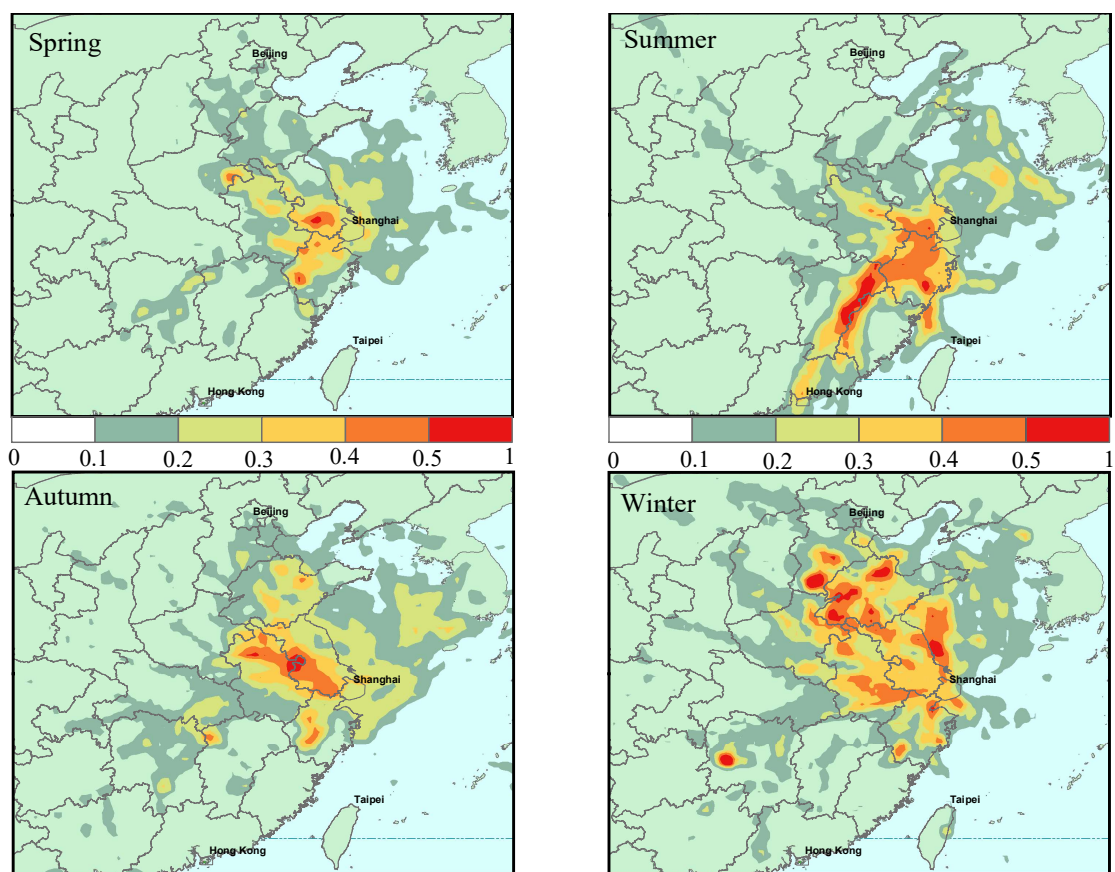 Spring
Beijing
Shanghai
Taipei
Hong Kong
Summer
Beijing
Shanghai
Taipei
Hong Kong
0 0.1 0.2 0.3 0.4 0.5 1
0 0.1 0.2 0.3 0.4 0.5 1
Autumn
Beijing
Shanghai
Taipei
Hong Kong
Winter
Beijing
Shanghai
Taipei
Hong Kong